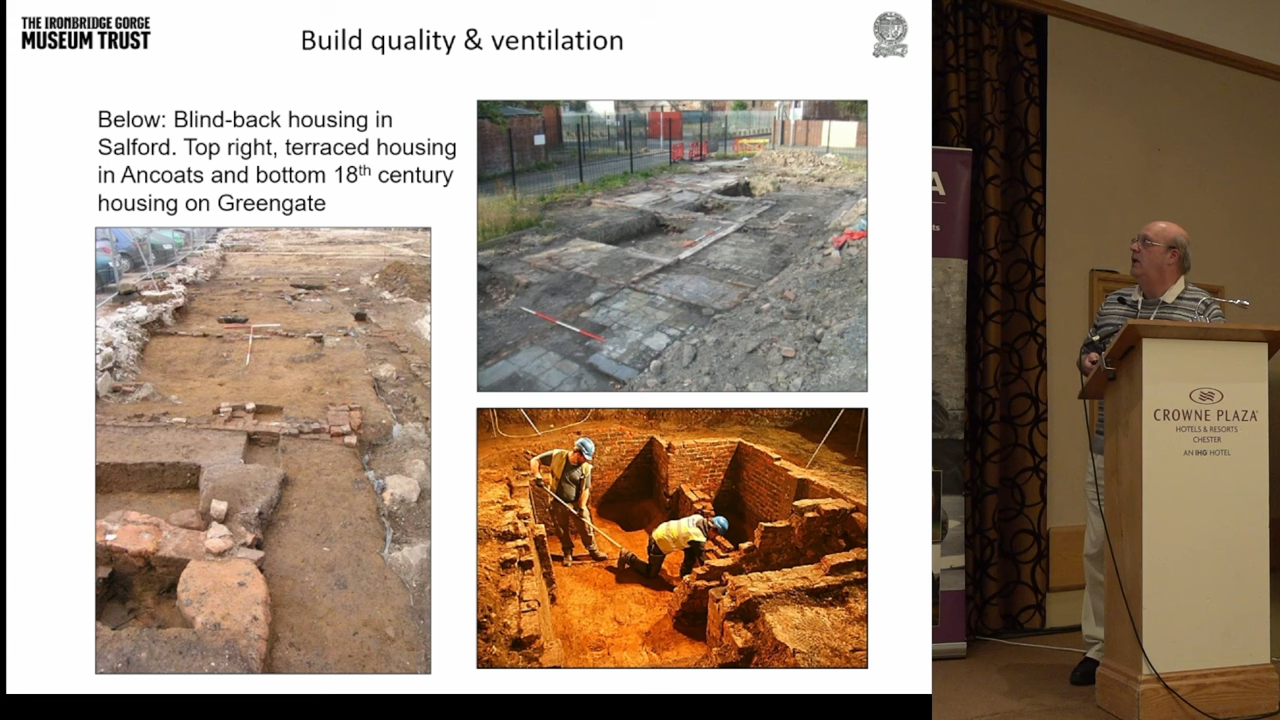 THE IRONBRIDGE GORGE
MUSEUM TRUST
Build quality & ventilation
Below: Blind-back housing in
Salford. Top right, terraced housing
in Ancoats and bottom 18th century
housing on Greengate
A
ts
CROWNE PLAZA
HOTELS & RESORTS
CHESTER
AN IHG HOTEL